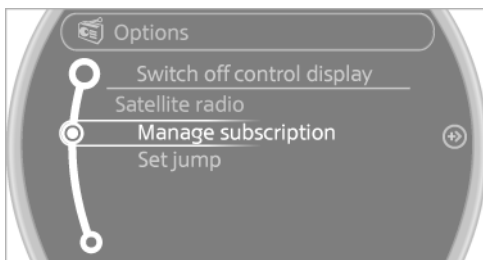 Options
Switch off control display
Satellite radio
Manage subscription
Set jump